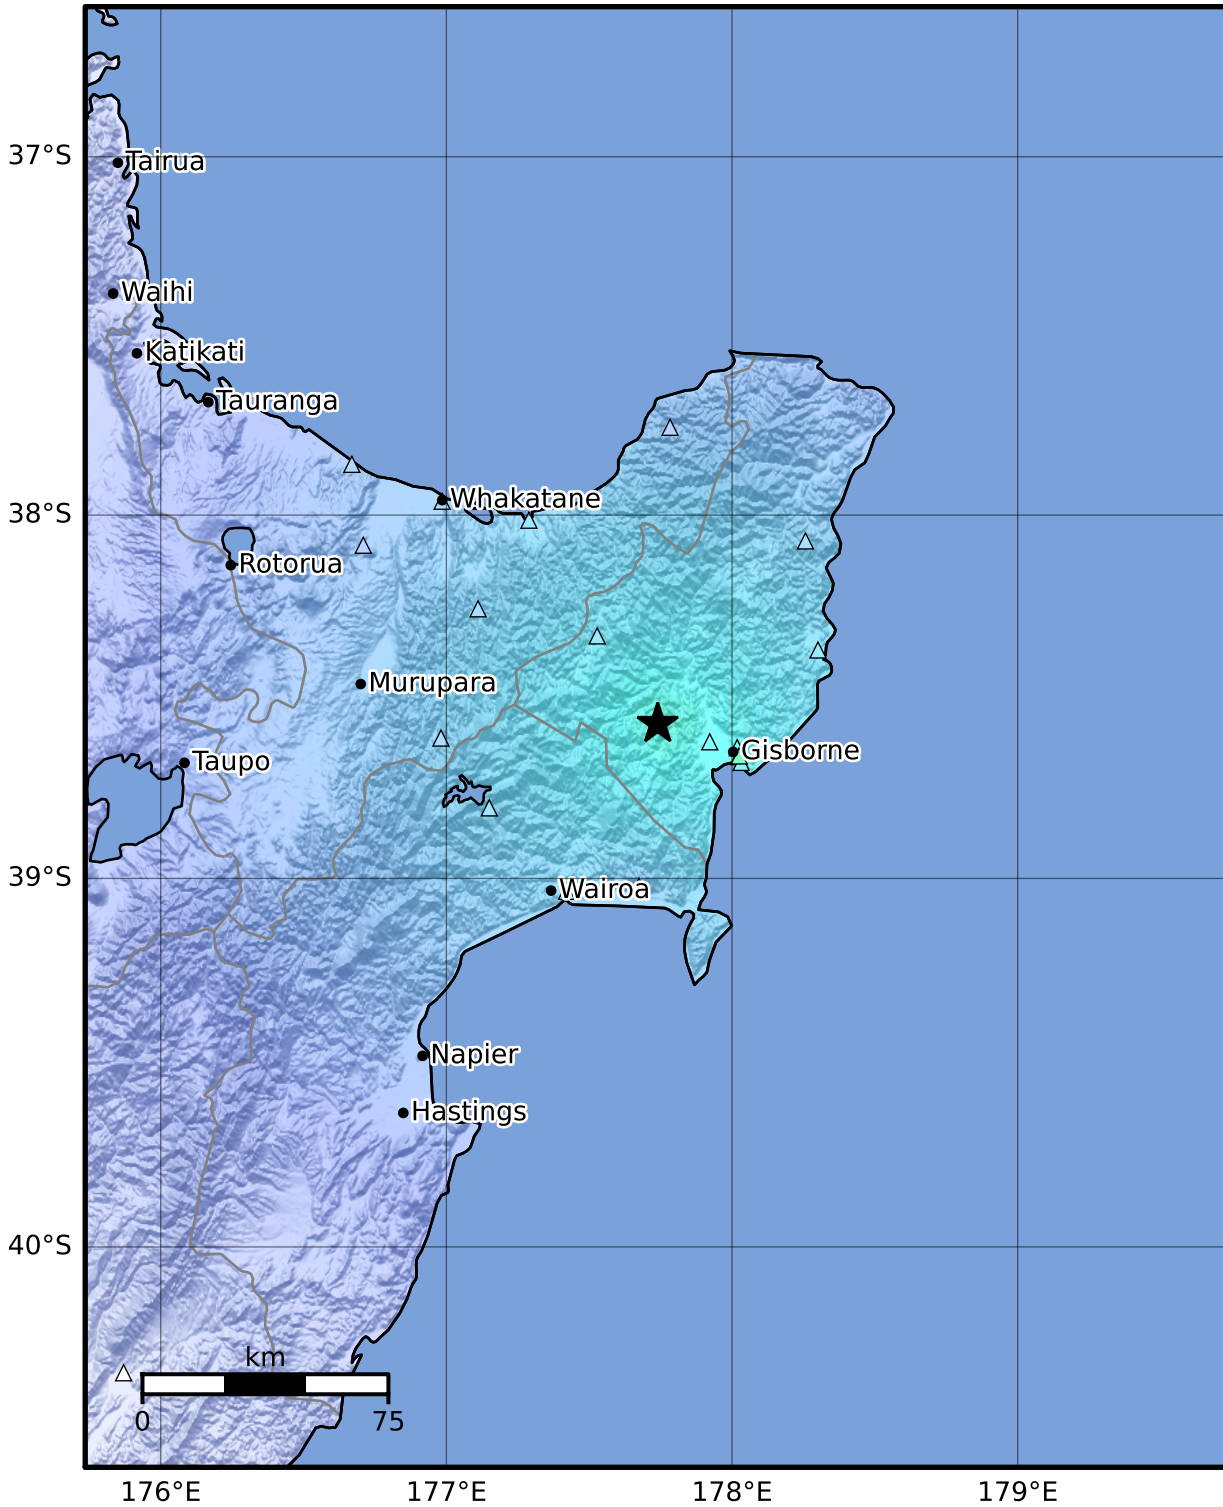 37°S
Tairua
Waihi
Katikati
Tauranga
Whakatane
38°S
Rotorua
Murupara
Gisborne
Taupo
39°S
Wairoa
Napier
Hastings
40°S
km
0 75
176°E 177°E 178°E 179°E